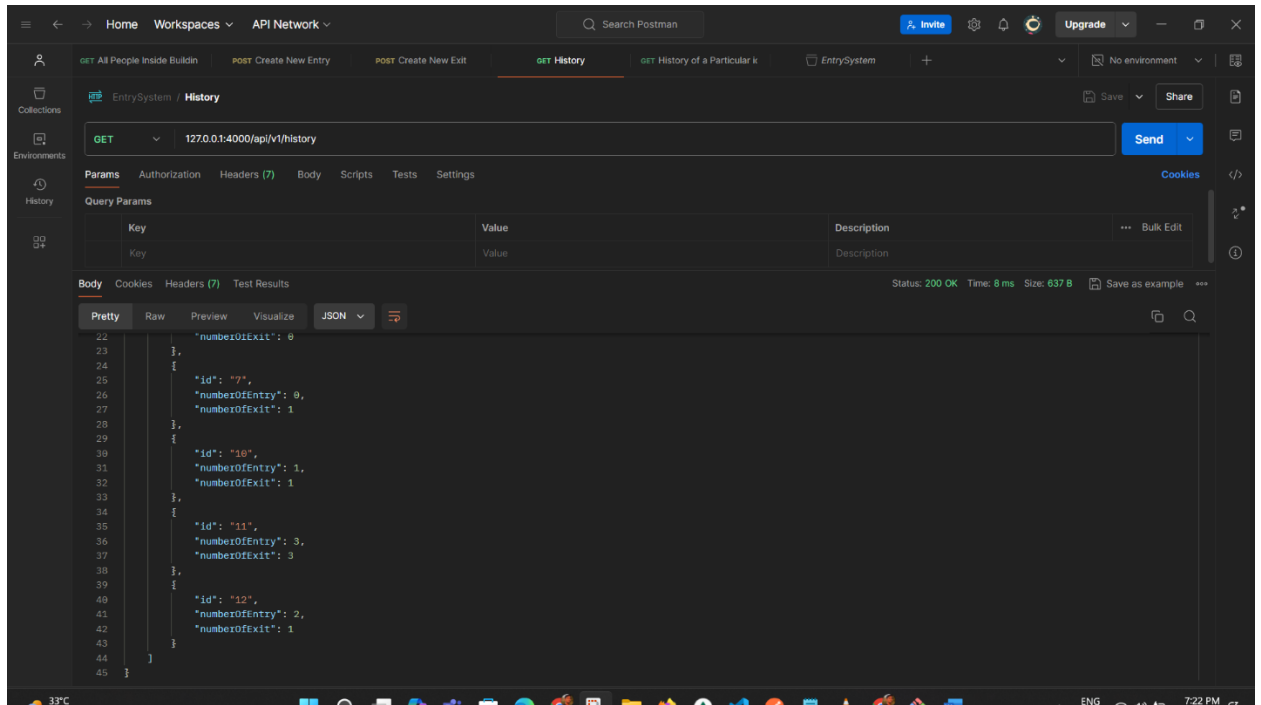 Home Workspaces API Network Search Postman Invite Upgrade
GET All People Inside Buildin POST Create New Entry POST Create New Exit GET History GET History of a Particular ic EntrySystem No environment
Collections
Environments
History
HTTP EntrySystem / History Save Share
GET 127.0.0.1:4000/api/v1/history Send
Params Authorization Headers (7) Body Scripts Tests Settings Cookies
Query Params
Key Value Description Bulk Edit
Key Value Description
Body Cookies Headers (7) Test Results Status: 200 OK Time: 8 ms Size: 637 B Save as example
Pretty Raw Preview Visualize JSON
22 "numberOfExit": 0
23 },
24 {
25 "id": "7",
26 "numberOfEntry": 0,
27 "numberOfExit": 1
28 },
29 {
30 "id": "10",
31 "numberOfEntry": 1,
32 "numberOfExit": 1
33 },
34 {
35 "id": "11",
36 "numberOfEntry": 3,
37 "numberOfExit": 3
38 },
39 {
40 "id": "12",
41 "numberOfEntry": 2,
42 "numberOfExit": 1
43 }
44 ]
45 }
33°C ENG 7:22 PM